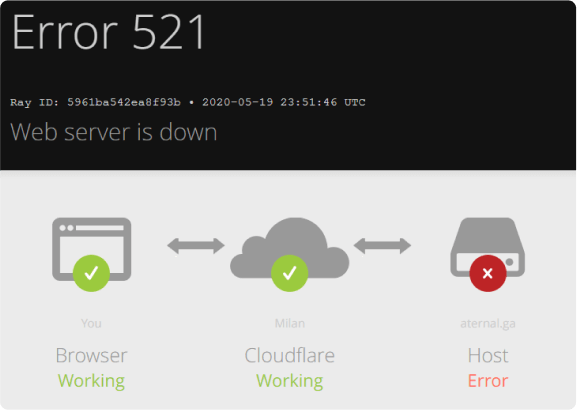 Error 521
Ray ID: 5961ba542ea8f93b • 2020-05-19 23:51:46 UTC
Web server is down
You
Milan
aternal.ga
Browser
Cloudflare
Host
Working
Working
Error